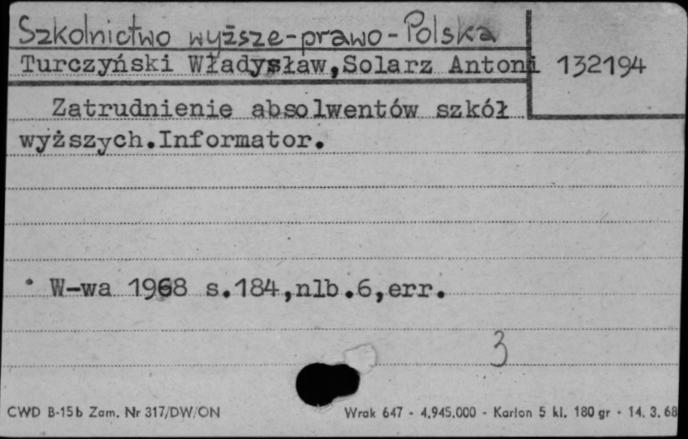 Szkolnictwo wyższe-prawo-Polska
Turczyński Władysław,Solarz Antoni 132194
Zatrudnienie absolwentów szkół
wyższych.Informator.
W-wa 1968 s.184,nlb.6,err.
3
CWD B-15b Zam. Nr 317/DW/ON Wrak 647 - 4.945.000 - Karton 5 kl. 180 gr - 14. 3. 68